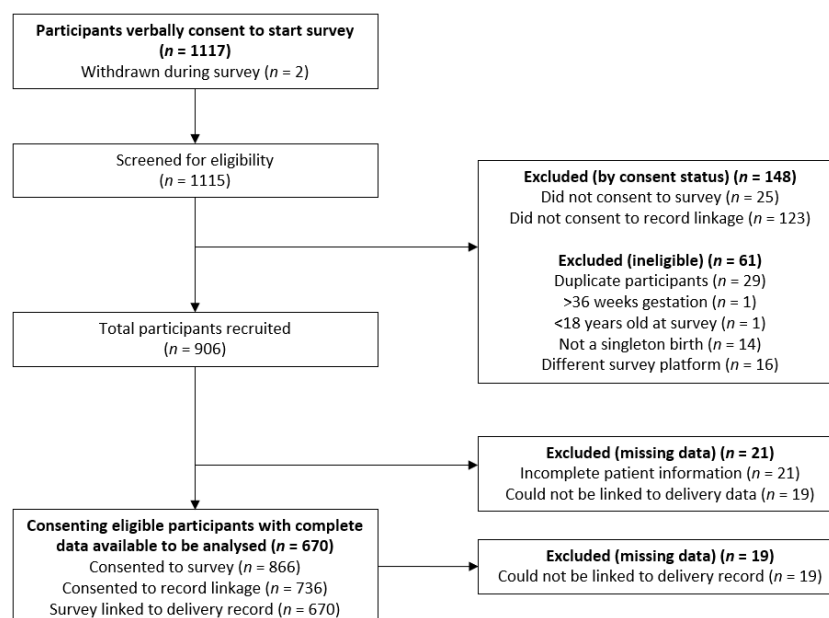 Participants verbally consent to start survey
(n = 1117)
Withdrawn during survey (n = 2)
Screened for eligibility
(n = 1115)
Excluded (by consent status) (n = 148)
Did not consent to survey (n = 25)
Did not consent to record linkage (n = 123)
Excluded (ineligible) (n = 61)
Duplicate participants (n = 29)
>36 weeks gestation (n = 1)
<18 years old at survey (n = 1)
Not a singleton birth (n = 14)
Different survey platform (n = 16)
Total participants recruited
(n = 906)
Excluded (missing data) (n = 21)
Incomplete patient information (n = 21)
Could not be linked to delivery data (n = 19)
Consenting eligible participants with complete
data available to be analysed (n = 670)
Consented to survey (n = 866)
Consented to record linkage (n = 736)
Survey linked to delivery record (n = 670)
Excluded (missing data) (n = 19)
Could not be linked to delivery record (n = 19)